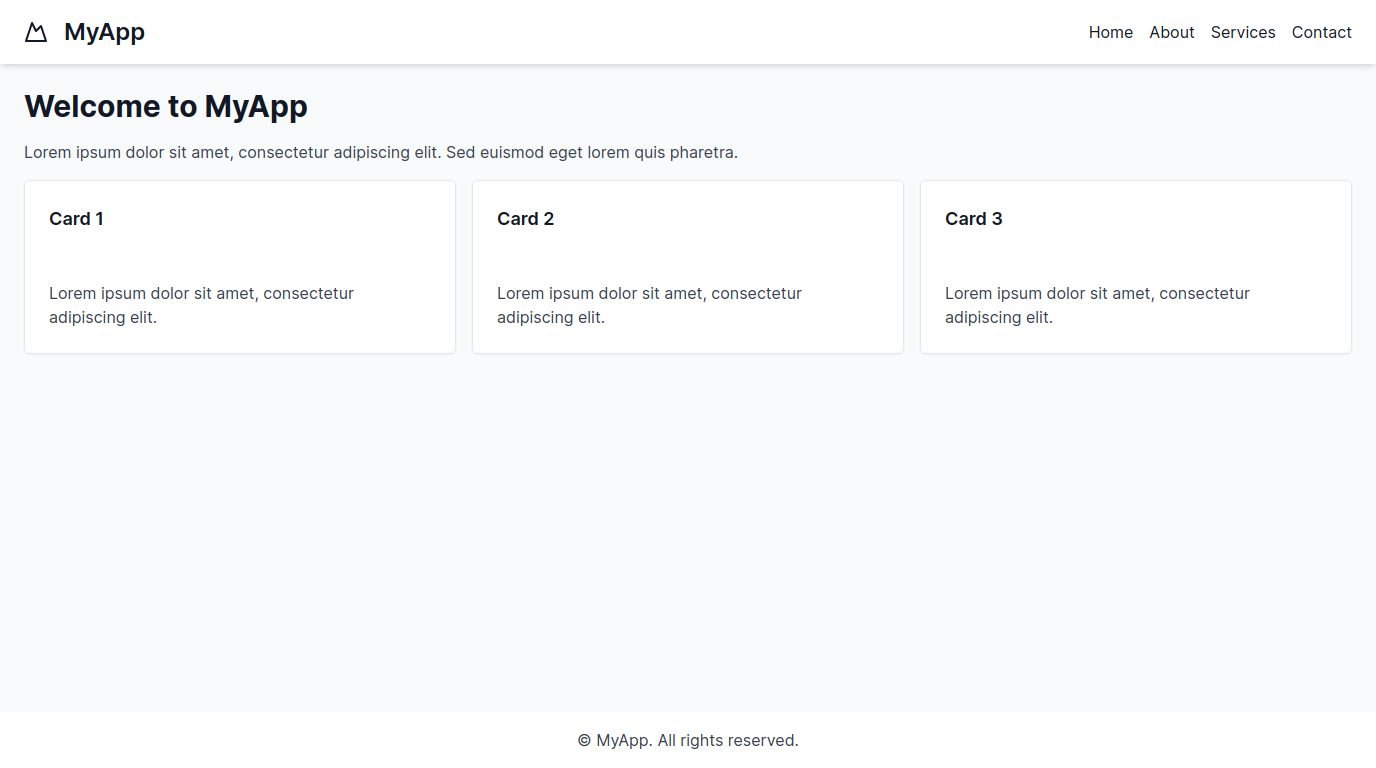 MyApp
Home About Services Contact
Welcome to MyApp
Lorem ipsum dolor sit amet, consectetur adipiscing elit. Sed euismod eget lorem quis pharetra.
Card 1
Lorem ipsum dolor sit amet, consectetur
adipiscing elit.
Card 2
Lorem ipsum dolor sit amet, consectetur
adipiscing elit.
Card 3
Lorem ipsum dolor sit amet, consectetur
adipiscing elit.
© MyApp. All rights reserved.